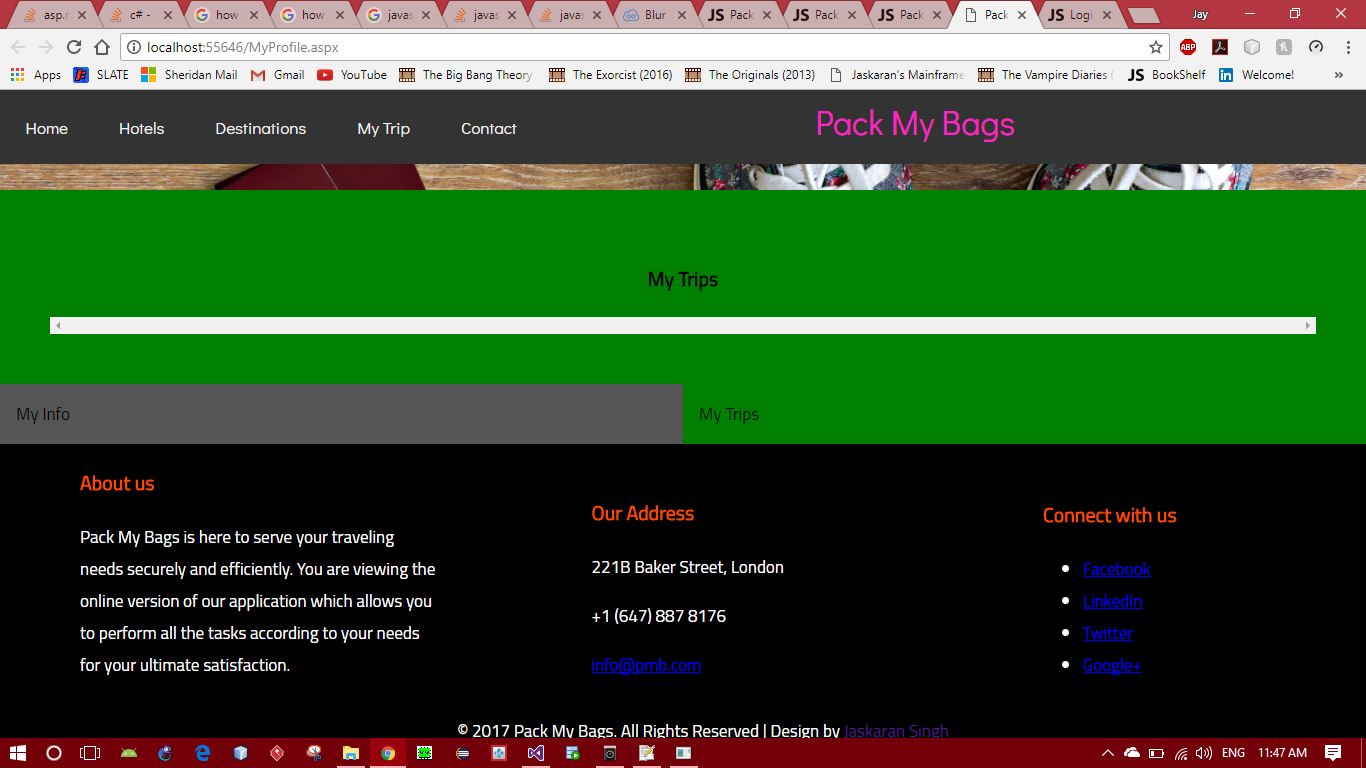 asp.n
c# -
how
how
javas
javas
javas
Blur
JS Pack
JS Pack
JS Pack
Pack
JS Logi
Jay
localhost:55646/MyProfile.aspx
ABP
Apps SLATE Sheridan Mail Gmail YouTube The Big Bang Theory The Exorcist (2016) The Originals (2013) Jaskaran's Mainframe The Vampire Diaries ( JS BookShelf Welcome! »
Home Hotels Destinations My Trip Contact
Pack My Bags
My Trips
My Info
My Trips
About us
Pack My Bags is here to serve your traveling
needs securely and efficiently. You are viewing the
online version of our application which allows you
to perform all the tasks according to your needs
for your ultimate satisfaction.
Our Address
221B Baker Street, London
+1 (647) 887 8176
info@pmb.com
Connect with us
Facebook
LinkedIn
Twitter
Google+
© 2017 Pack My Bags. All Rights Reserved | Design by Jaskaran Singh
ENG 11:47 AM